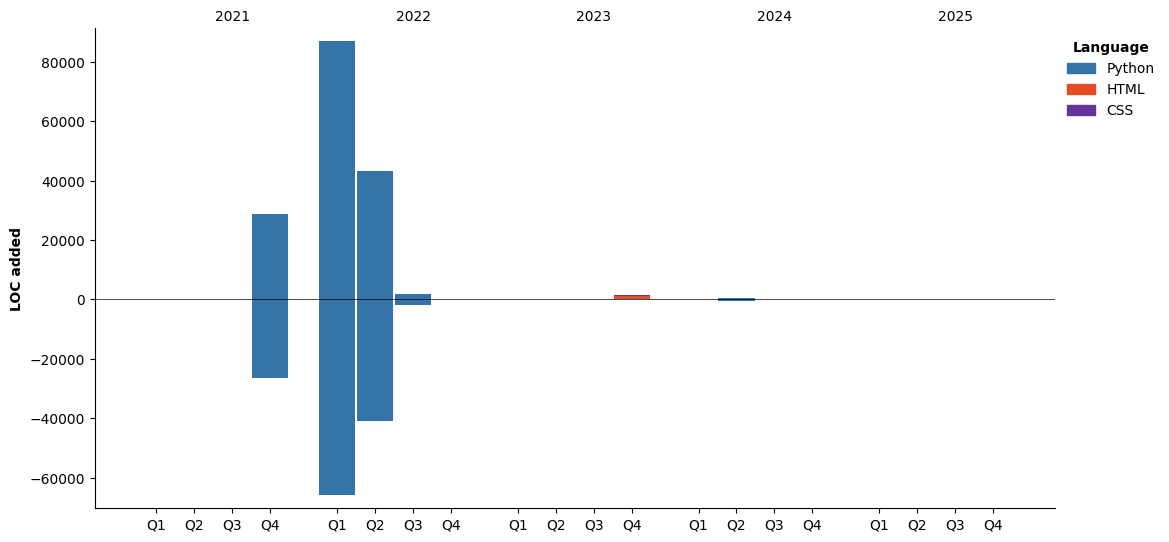 2021 2022 2023 2024 2025
Language
Python
HTML
CSS
LOC added
80000
60000
40000
20000
0
−20000
−40000
−60000
Q1 Q2 Q3 Q4 Q1 Q2 Q3 Q4 Q1 Q2 Q3 Q4 Q1 Q2 Q3 Q4 Q1 Q2 Q3 Q4